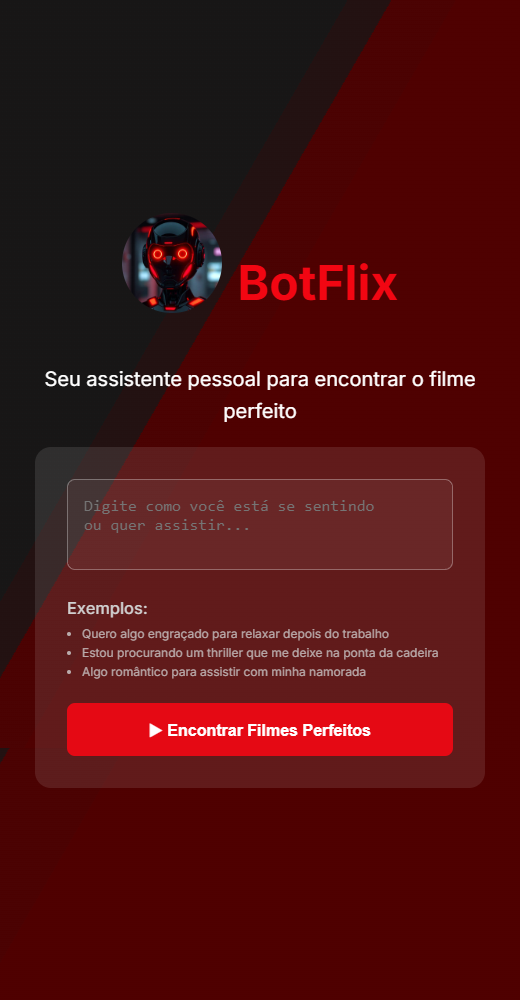 BotFlix
Seu assistente pessoal para encontrar o filme
perfeito
Digite como você está se sentindo
ou quer assistir...
Exemplos:
• Quero algo engraçado para relaxar depois do trabalho
• Estou procurando um thriller que me deixe na ponta da cadeira
• Algo romântico para assistir com minha namorada
▶ Encontrar Filmes Perfeitos